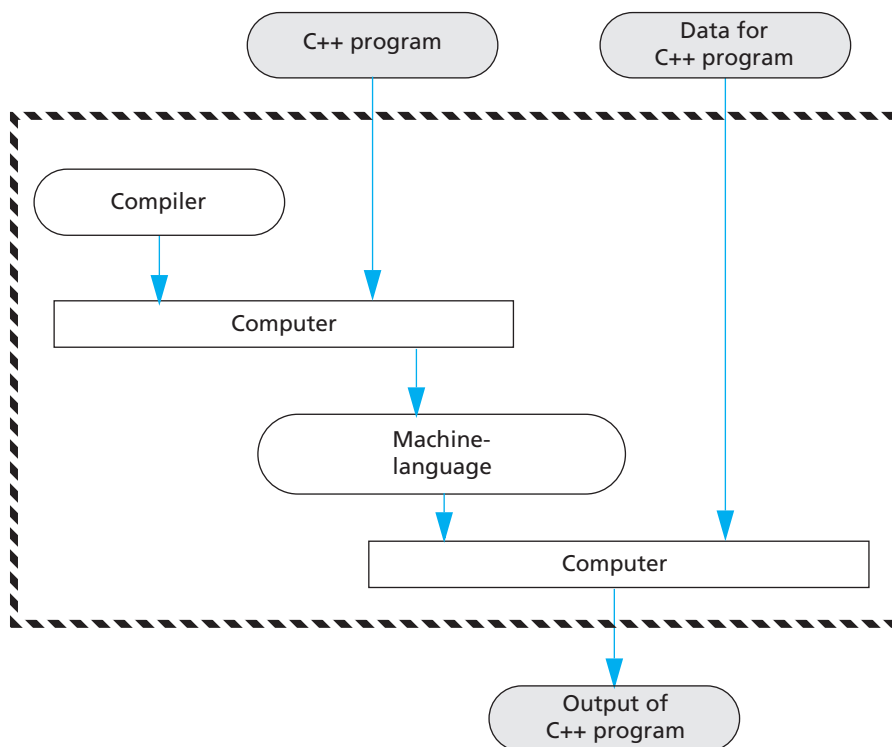 C++ program
Data for
C++ program
Compiler
Computer
Machine-
language
Computer
Output of
C++ program